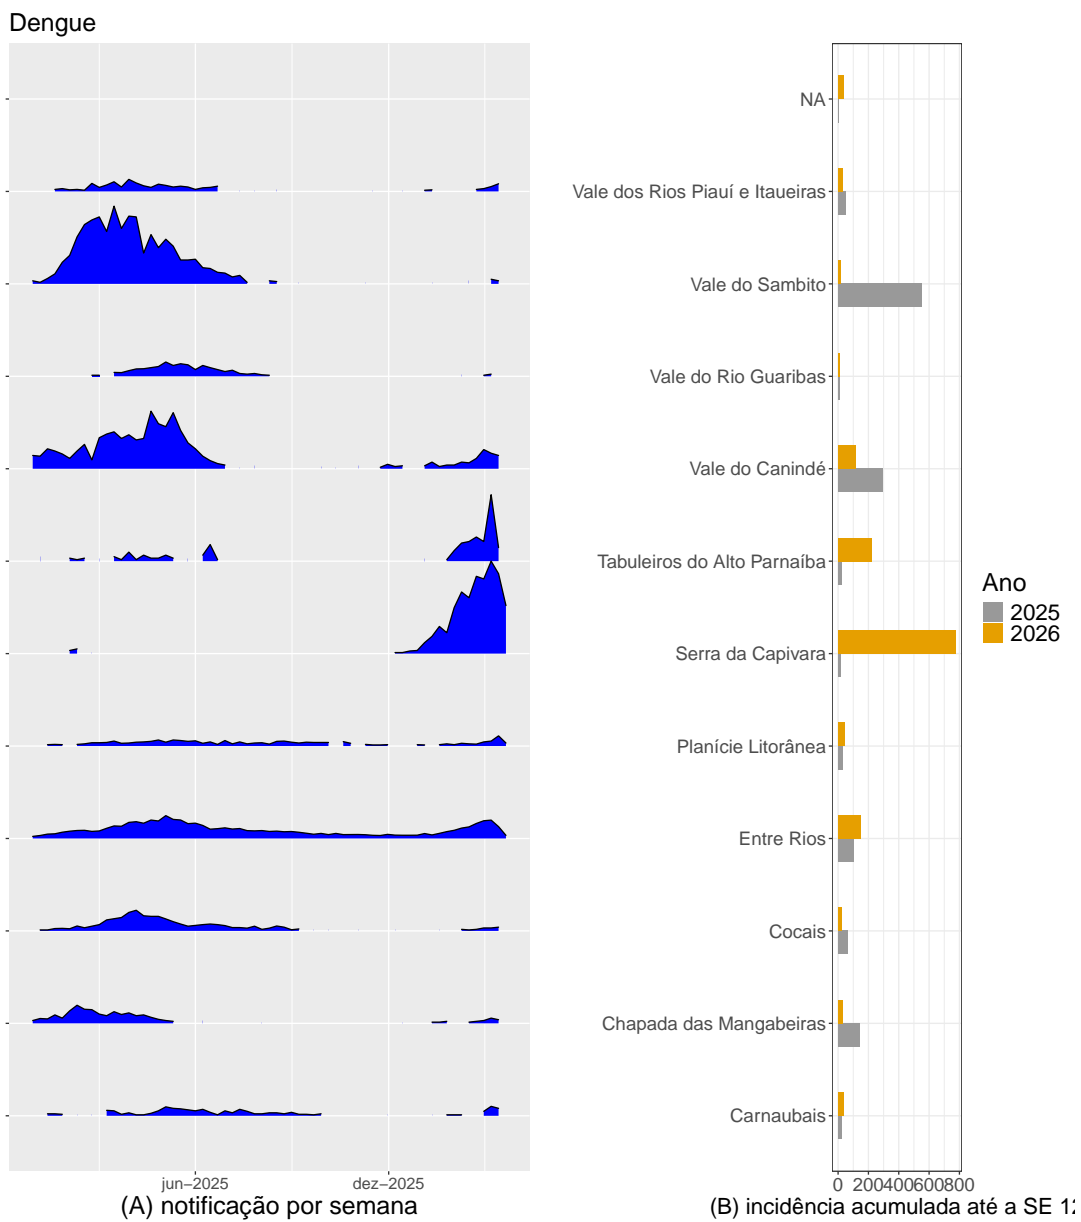 Dengue
NA
Vale dos Rios Piauí e Itaueiras
Vale do Sambito
Vale do Rio Guaribas
Vale do Canindé
Tabuleiros do Alto Parnaíba
Serra da Capivara
Planície Litorânea
Entre Rios
Cocais
Chapada das Mangabeiras
Carnaubais
Ano
2025
2026
jun−2025
dez−2025
(A) notificação por semana
0
200
400
600
800
(B) incidência acumulada até a SE 12